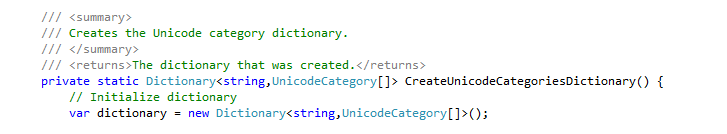 /// <summary>
/// Creates the Unicode category dictionary.
/// </summary>
/// <returns>The dictionary that was created.</returns>
private static Dictionary<string,UnicodeCategory[]> CreateUnicodeCategoriesDictionary() {
    // Initialize dictionary
    var dictionary = new Dictionary<string,UnicodeCategory[]>();